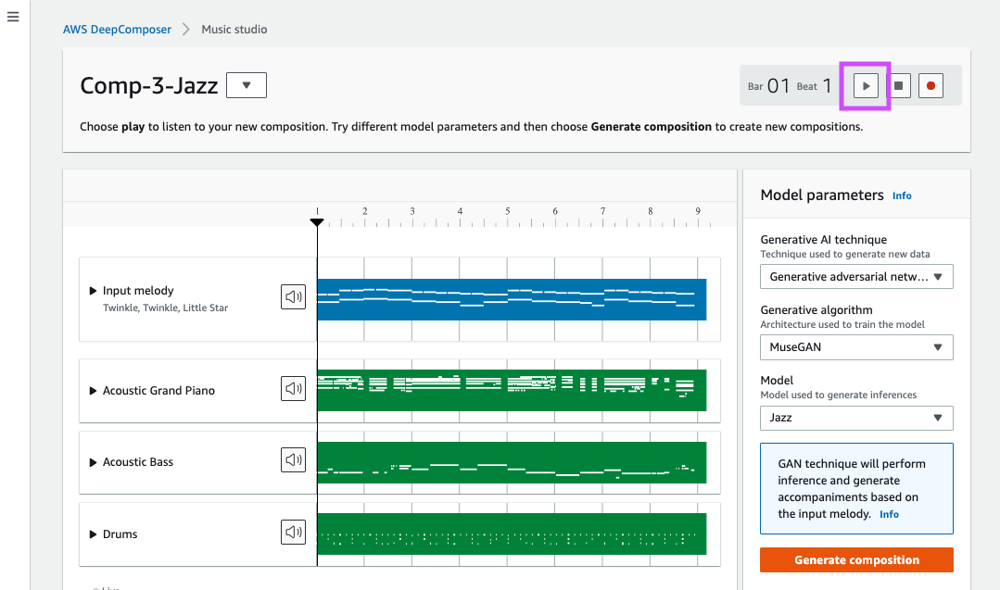 AWS DeepComposer > Music studio
Comp-3-Jazz
Bar 01 Beat 1
Choose play to listen to your new composition. Try different model parameters and then choose Generate composition to create new compositions.
1 2 3 4 5 6 7 8 9
Input melody
Twinkle, Twinkle, Little Star
Acoustic Grand Piano
Acoustic Bass
Drums
Model parameters Info
Generative AI technique
Technique used to generate new data
Generative adversarial netw...
Generative algorithm
Architecture used to train the model
MuseGAN
Model
Model used to generate inferences
Jazz
GAN technique will perform
inference and generate
accompaniments based on
the input melody. Info
Generate composition